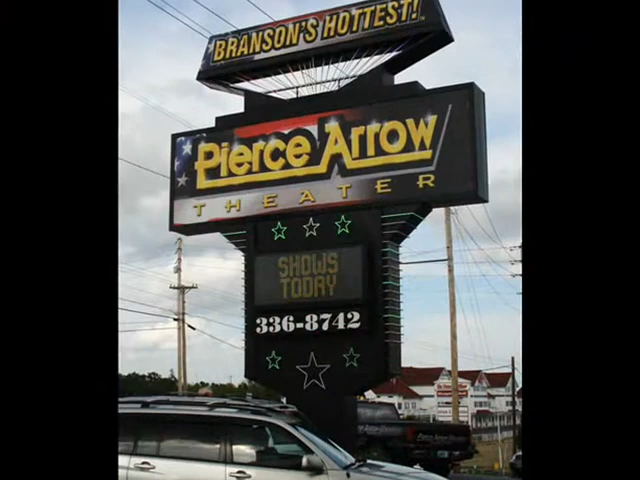 BRANSON'S HOTTEST!
Pierce Arrow
THEATER
SHOWS
TODAY
336-8742